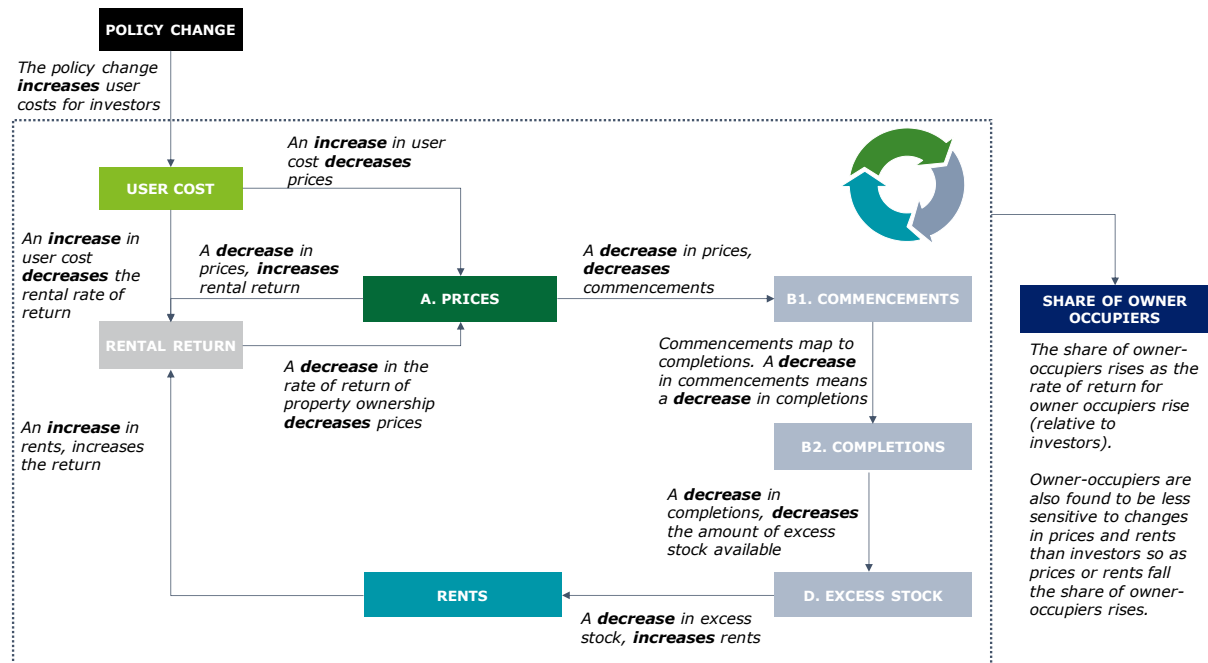 POLICY CHANGE
The policy change
increases user
costs for investors
An increase in user
cost decreases
prices
USER COST
An increase in
user cost
decreases the
rental rate of
return
A decrease in
prices, increases
rental return
A. PRICES
A decrease in prices,
decreases
commencements
B1. COMMENCEMENTS
SHARE OF OWNER
OCCUPIERS
RENTAL RETURN
A decrease in the
rate of return of
property ownership
decreases prices
Commencements map to
completions. A decrease
in commencements means
a decrease in completions
The share of owner-
occupiers rises as the
rate of return for
owner occupiers rise
(relative to
investors).
An increase in
rents, increases
the return
B2. COMPLETIONS
Owner-occupiers are
also found to be less
sensitive to changes
in prices and rents
than investors so as
prices or rents fall
the share of owner-
occupiers rises.
A decrease in
completions, decreases
the amount of excess
stock available
RENTS
D. EXCESS STOCK
A decrease in excess
stock, increases rents